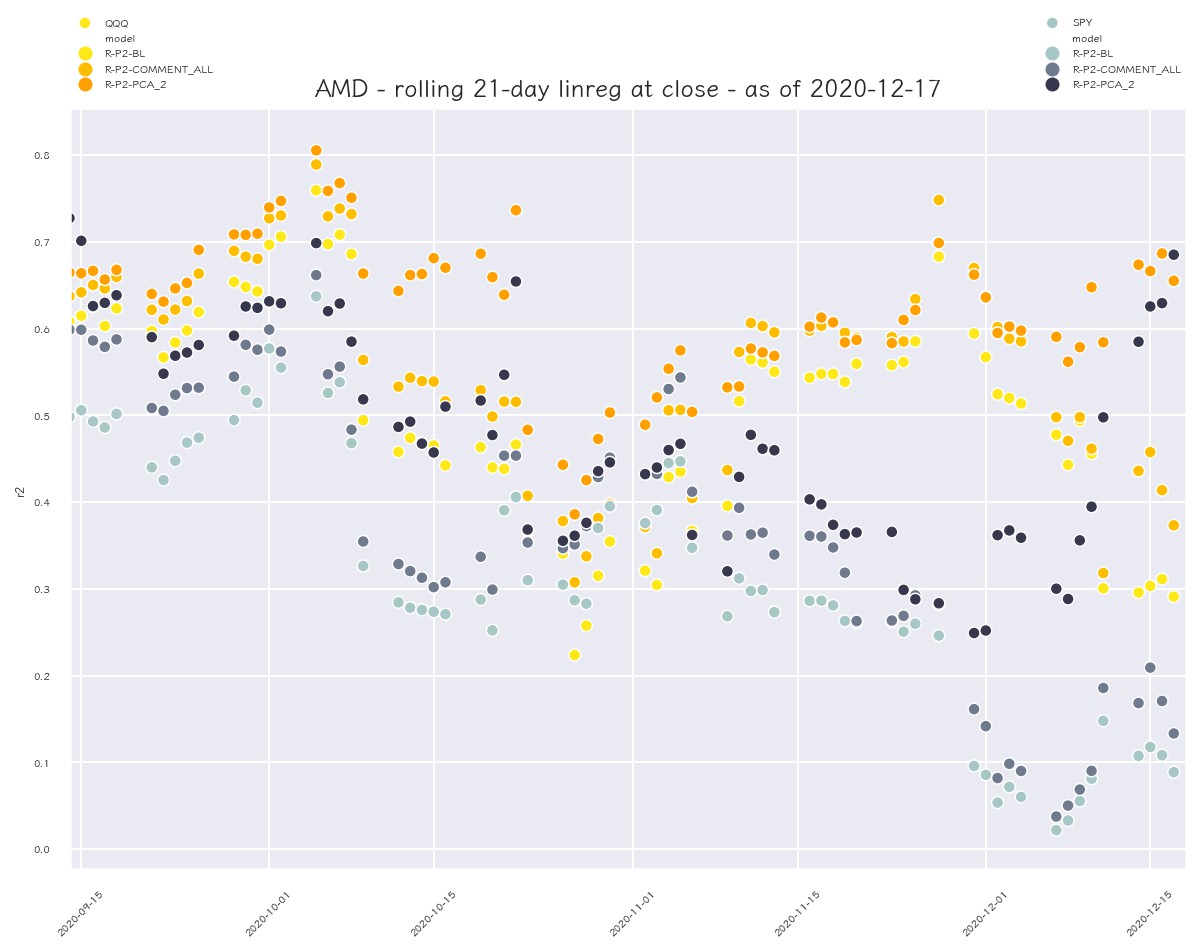 QQQ
model
R-P2-BL
R-P2-COMMENT_ALL
R-P2-PCA_2
SPY
model
R-P2-BL
R-P2-COMMENT_ALL
R-P2-PCA_2
AMD - rolling 21-day linreg at close - as of 2020-12-17
0.8
0.7
0.6
0.5
0.4
0.3
0.2
0.1
0.0
r2
2020-09-15
2020-10-01
2020-10-15
2020-11-01
2020-11-15
2020-12-01
2020-12-15